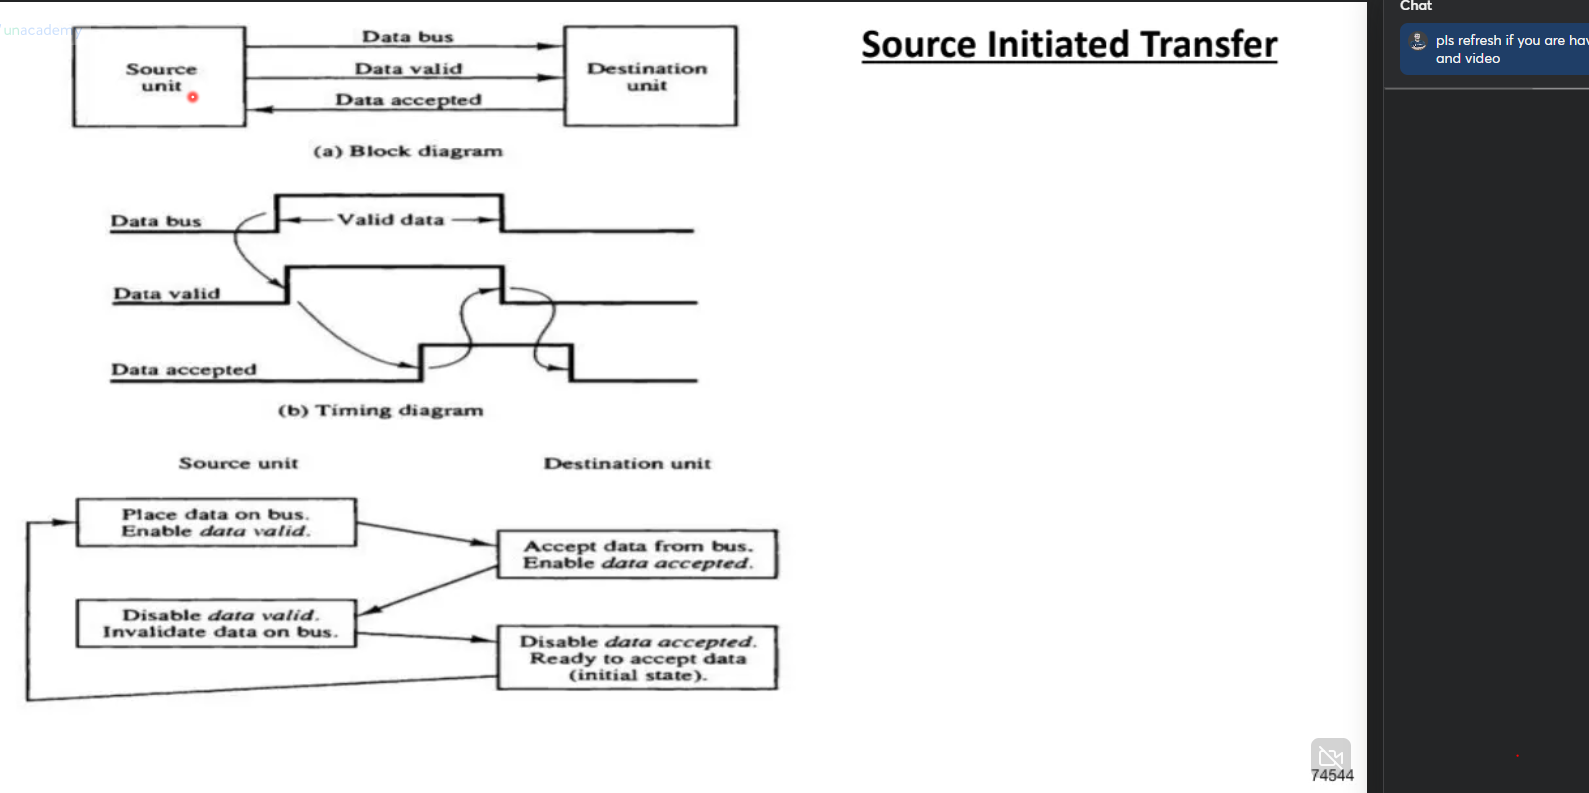 unacademy
Data bus
Source Initiated Transfer
Source
unit
Data valid
Destination
unit
Data accepted
(a) Block diagram
Data bus
Valid data
Data valid
Data accepted
(b) Timing diagram
Source unit
Destination unit
Place data on bus.
Enable data valid.
Accept data from bus.
Enable data accepted.
Disable data valid.
Invalidate data on bus.
Disable data accepted.
Ready to accept data
(initial state).
74544
Chat
pls refresh if you are hav
and video